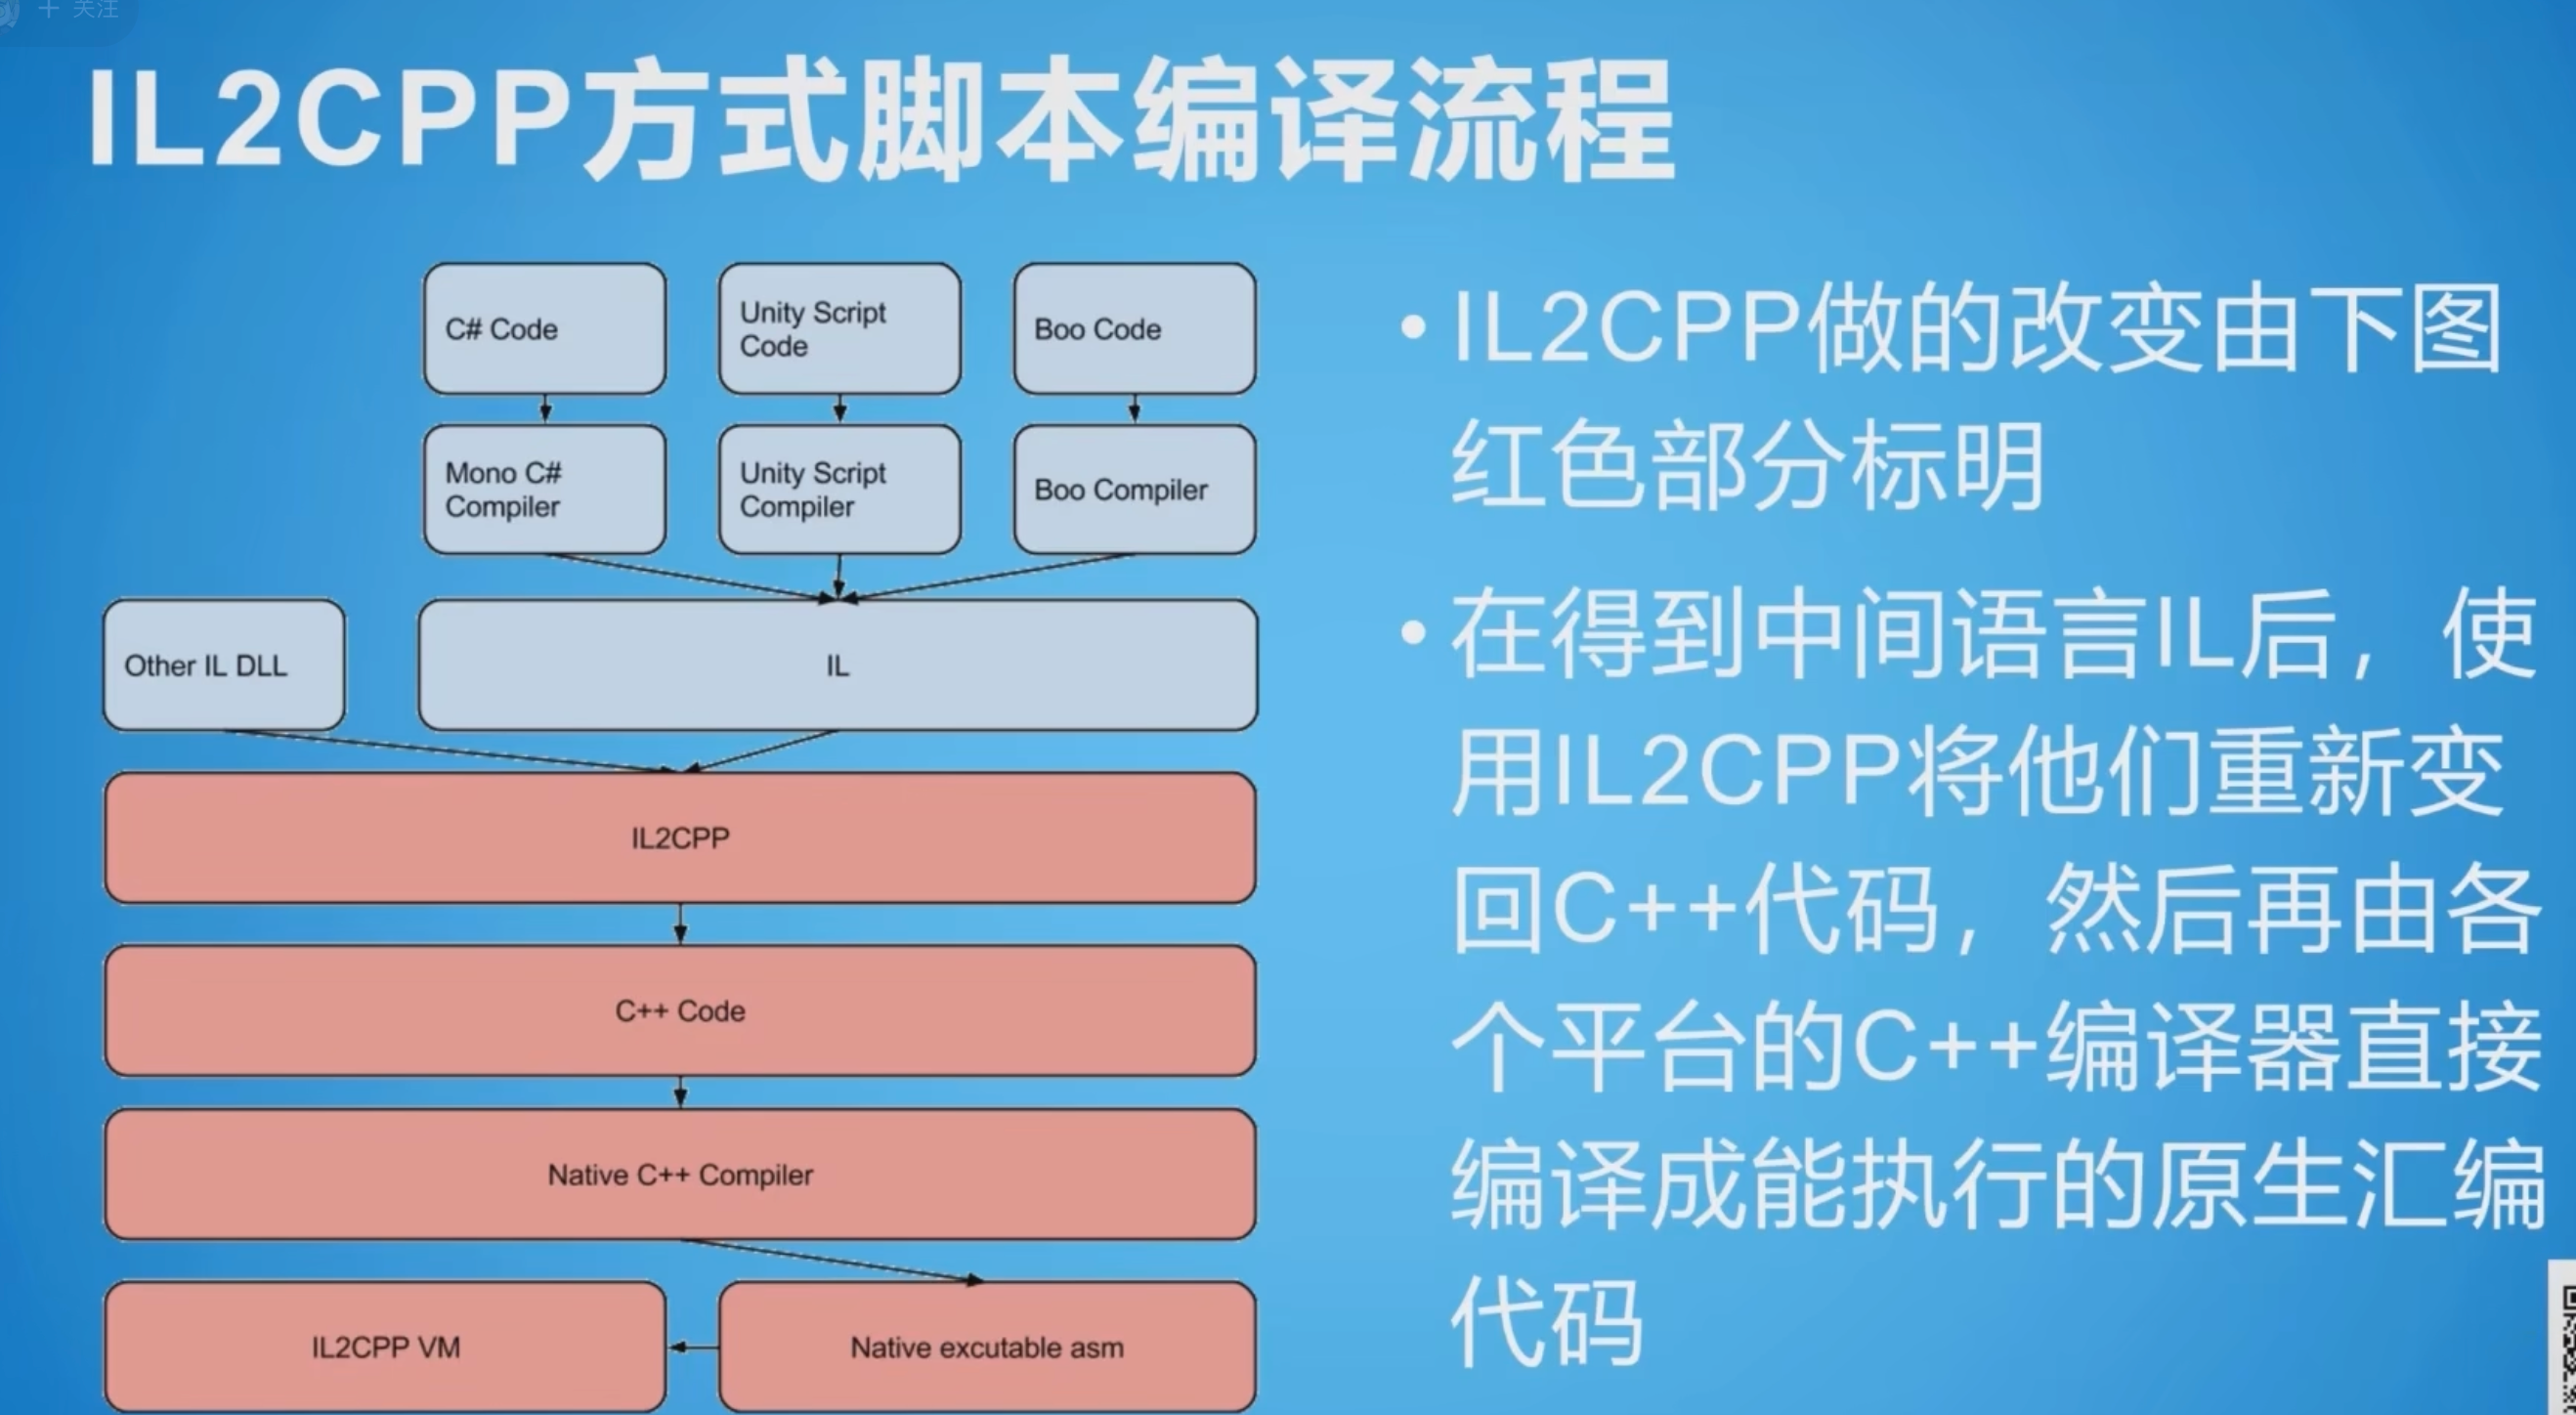 + 关注
IL2CPP方式脚本编译流程
C# Code
Unity Script
Code
Boo Code
Mono C#
Compiler
Unity Script
Compiler
Boo Compiler
Other IL DLL
IL
IL2CPP
C++ Code
Native C++ Compiler
IL2CPP VM
Native excutable asm
•IL2CPP做的改变由下图
红色部分标明
•在得到中间语言IL后，使
用IL2CPP将他们重新变
回C++代码，然后再由各
个平台的C++编译器直接
编译成能执行的原生汇编
代码